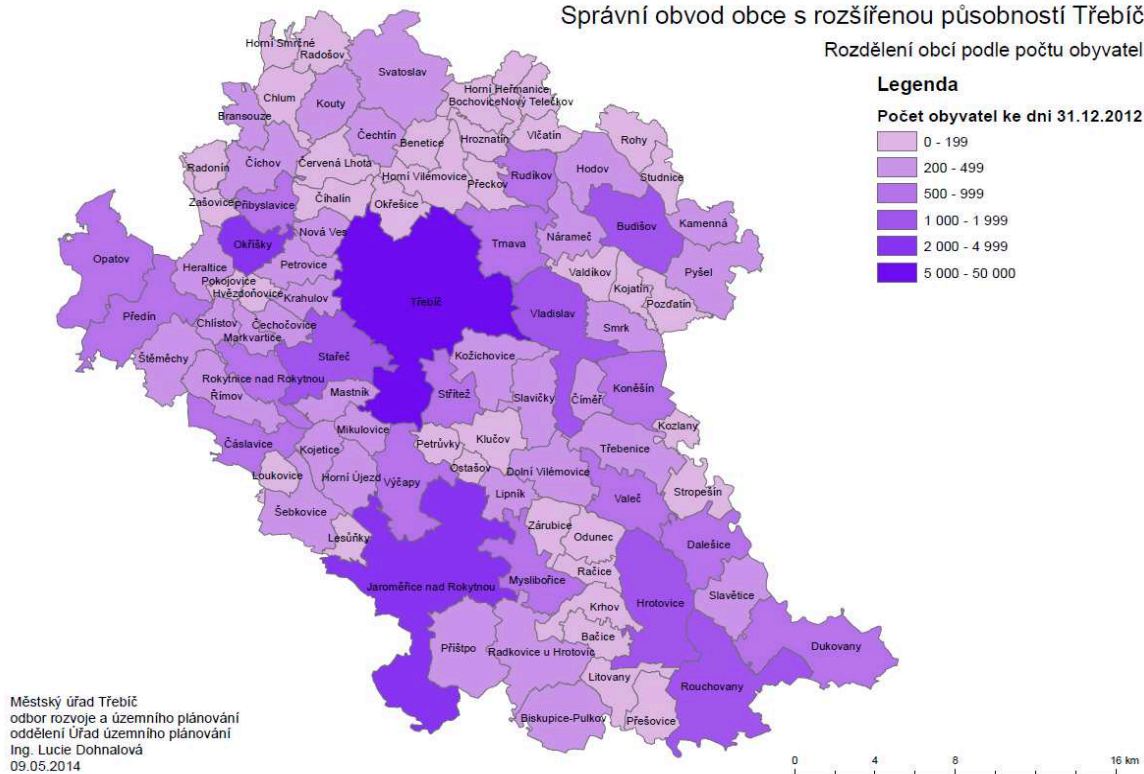 Správní obvod obce s rozšířenou působností Třebíč
Rozdělení obcí podle počtu obyvatel
Legenda
Počet obyvatel ke dni 31.12.2012
0 - 199
200 - 499
500 - 999
1 000 - 1 999
2 000 - 4 999
5 000 - 50 000
Horní Smrčné
Radošov
Svatoslav
Chlum
Kouty
Horní Heřmanice
Bochovice
Nový Telečkov
Bransouze
Čechtín
Benetice
Hroznatín
Vlčatín
Rohy
Radonín
Číchov
Červená Lhota
Horní Vilémovice
Přeckov
Rudíkov
Hodov
Studnice
Zašovice
Přibyslavice
Číhalín
Okřešice
Budišov
Kamenná
Okříšky
Nová Ves
Trnava
Nárameč
Opatov
Heraltice
Petrovice
Valdíkov
Pyšel
Pokojovice
Hvězdoňovice
Krahulov
Třebíč
Kojatín
Pozďatín
Předín
Chlístov
Čechočovice
Vladislav
Smrk
Markvartice
Štěměchy
Stařeč
Kožichovice
Rokytnice nad Rokytnou
Římov
Mastník
Střítež
Slavičky
Číměř
Koněšín
Čáslavice
Mikulovice
Petrůvky
Klučov
Kozlany
Kojetice
Třebenice
Loukovice
Horní Újezd
Výčapy
Ostašov
Dolní Vilémovice
Šebkovice
Lipník
Valeč
Stropešín
Lesůňky
Zárubice
Odunec
Dalešice
Jaroměřice nad Rokytnou
Myslibořice
Račice
Slavětice
Krhov
Hrotovice
Příštpo
Radkovice u Hrotovic
Bačice
Dukovany
Litovany
Rouchovany
Biskupice-Pulkov
Přešovice
Městský úřad Třebíč
odbor rozvoje a územního plánování
oddělení Úřad územního plánování
Ing. Lucie Dohnalová
09.05.2014
0 4 8 12 16 km